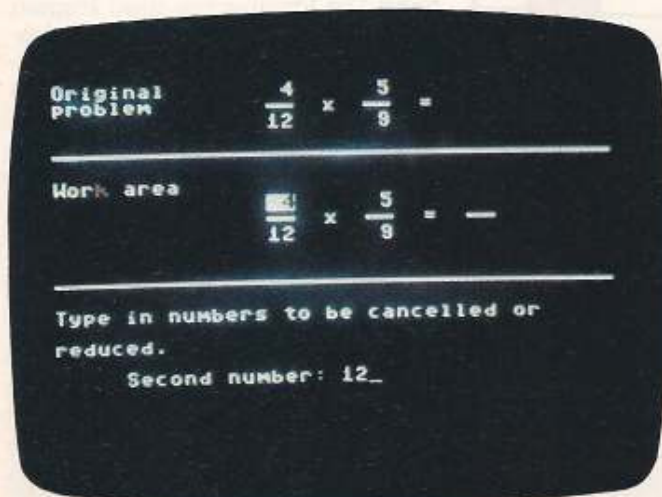 Original problem
4/12 x 5/9 =
Work area
4/12 x 5/9 = —
Type in numbers to be cancelled or
reduced.
Second number: 12_